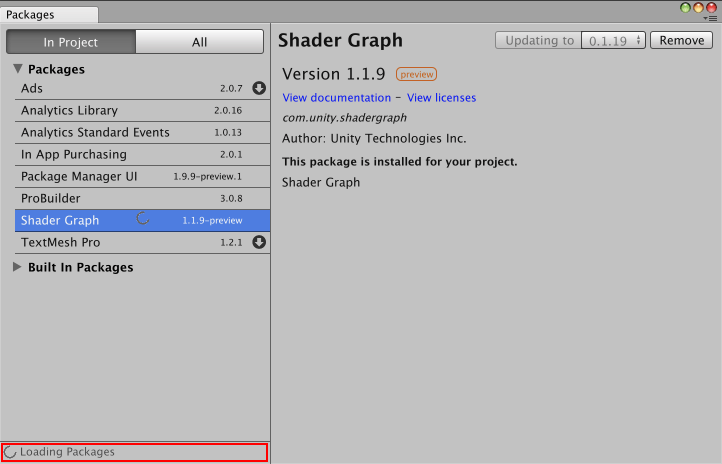 Packages
In Project
All
Packages
Ads 2.0.7
Analytics Library 2.0.16
Analytics Standard Events 1.0.13
In App Purchasing 2.0.1
Package Manager UI 1.9.9-preview.1
ProBuilder 3.0.8
Shader Graph 1.1.9-preview
TextMesh Pro 1.2.1
Built In Packages
Loading Packages
Shader Graph
Updating to 0.1.19 Remove
Version 1.1.9 preview
View documentation - View licenses
com.unity.shadergraph
Author: Unity Technologies Inc.
This package is installed for your project.
Shader Graph